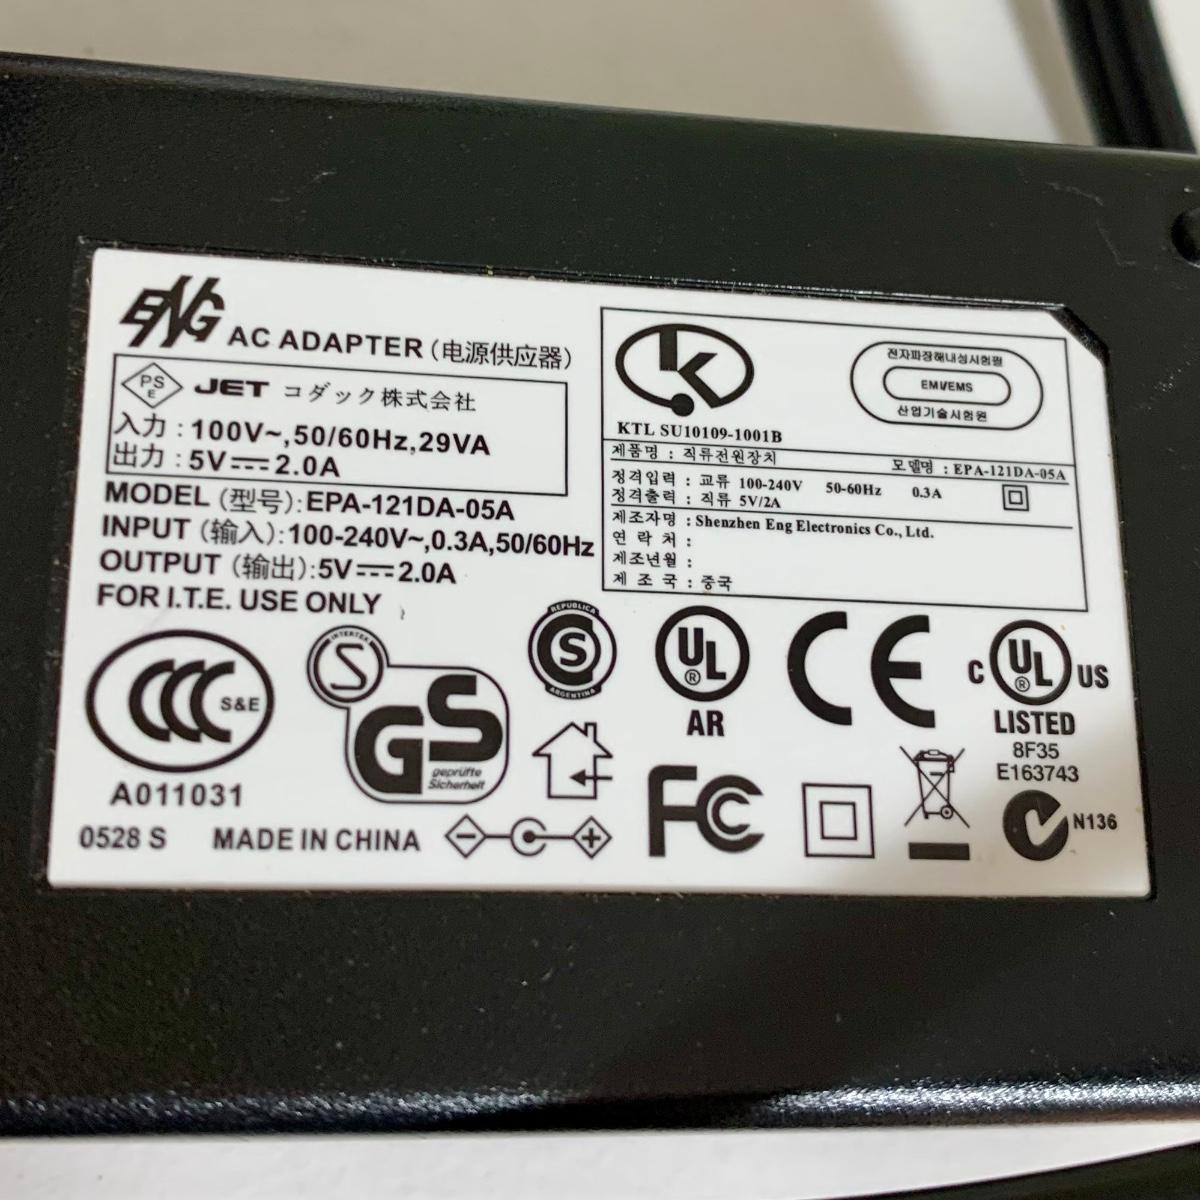 ENG AC ADAPTER (电源供应器)
PS E JET コダック株式会社
入力 : 100V~,50/60Hz,29VA
出力 : 5V⎓2.0A
MODEL (型号): EPA-121DA-05A
INPUT (输入): 100-240V~,0.3A,50/60Hz
OUTPUT (输出): 5V⎓2.0A
FOR I.T.E. USE ONLY
전자파장해내성시험필
EMI/EMS
산업기술시험원
KTL SU10109-1001B
제품명 : 직류전원장치 모델명 : EPA-121DA-05A
정격입력 : 교류 100-240V 50-60Hz 0.3A
정격출력 : 직류 5V/2A
제조자명 : Shenzhen Eng Electronics Co., Ltd.
연 락 처 :
제조년월 :
제 조 국 : 중국
CCC S&E
A011031
INTERTEK
S
GS
geprüfte
Sicherheit
REPUBLICA
S
ARGENTINA
UL ®
AR
CE
C UL ® US
LISTED
8F35
E163743
FC
N136
0528 S MADE IN CHINA